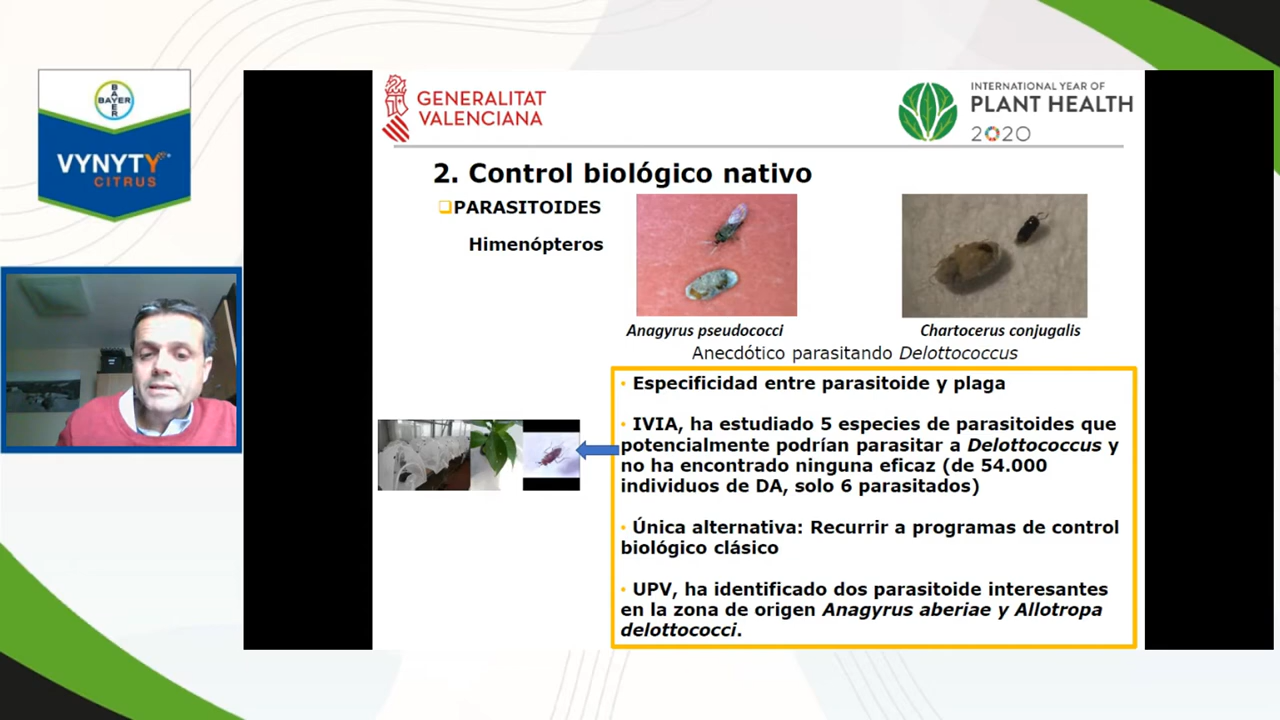 BAYER
BAYER
VYNYTY
CITRUS
GENERALITAT
VALENCIANA
INTERNATIONAL YEAR OF
PLANT HEALTH
2020
2. Control biológico nativo
PARASITOIDES
Himenópteros
Anagyrus pseudococci
Chartocerus conjugalis
Anecdótico parasitando Delottococcus
• Especificidad entre parasitoide y plaga
• IVIA, ha estudiado 5 especies de parasitoides que
potencialmente podrían parasitar a Delottococcus y
no ha encontrado ninguna eficaz (de 54.000
individuos de DA, solo 6 parasitados)
• Única alternativa: Recurrir a programas de control
biológico clásico
• UPV, ha identificado dos parasitoide interesantes
en la zona de origen Anagyrus aberiae y Allotropa
delottococci.